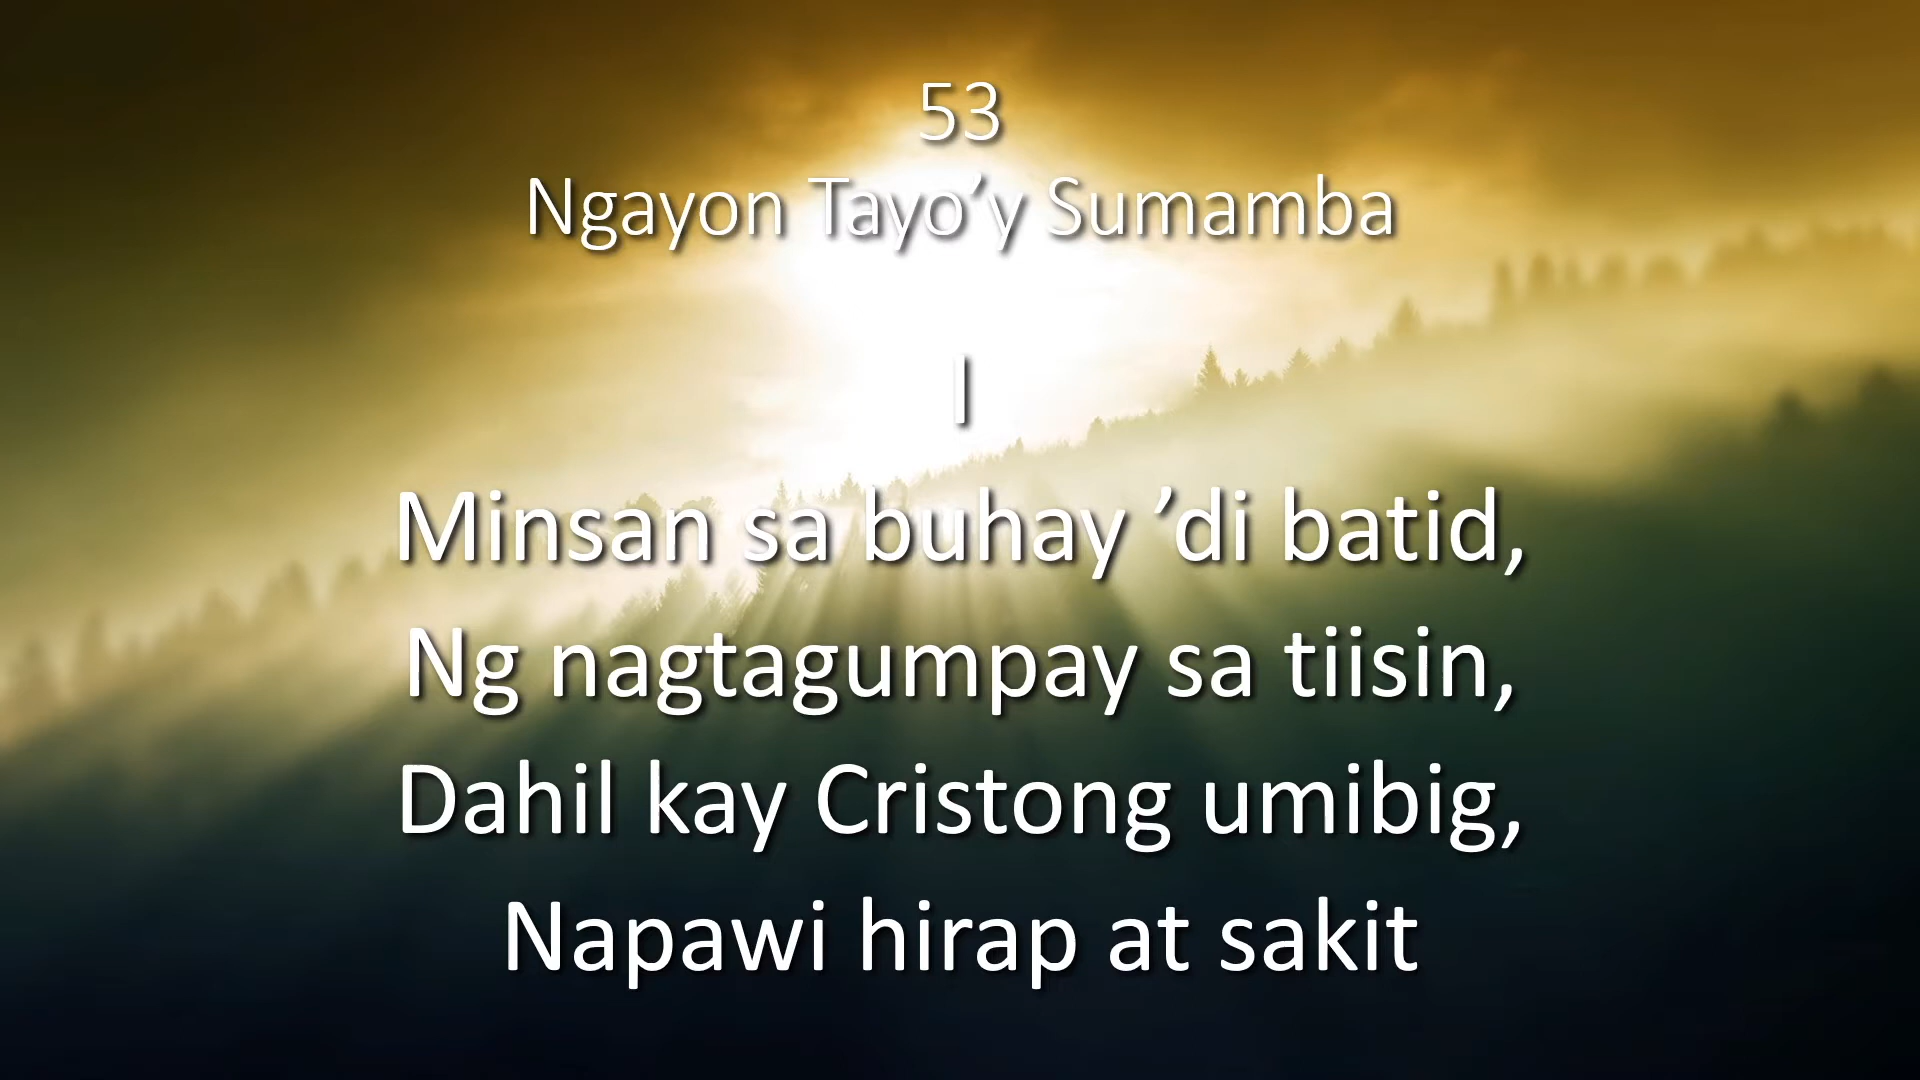 53
Ngayon Tayo’y Sumamba
I
Minsan sa buhay ’di batid,
Ng nagtagumpay sa tiisin,
Dahil kay Cristong umibig,
Napawi hirap at sakit